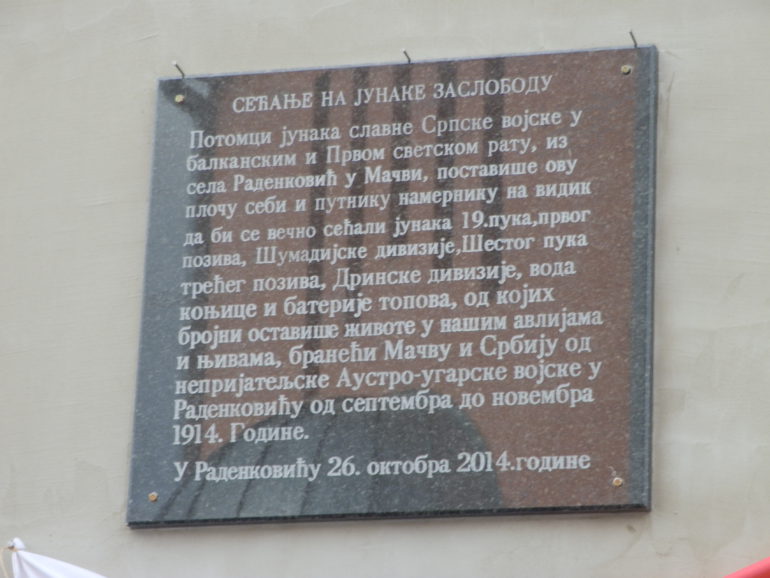 СЕЋАЊЕ НА ЈУНАКЕ ЗАСЛОБОДУ
Потомци јунака славне Српске војске у
балканским и Првом светском рату, из
села Раденковић у Мачви, поставише ову
плочу себи и путнику намернику на видик
да би се вечно сећали јунака 19.пука,првог
позива, Шумадијске дивизије,Шестог пука
трећег позива, Дринске дивизије, вода
коњице и батерије топова, од којих
бројни оставише животе у нашим авлијама
и њивама, бранећи Мачву и Србију од
непријатељске Аустро-угарске војске у
Раденковићу од септембра до новембра
1914. Године.
У Раденковићу 26. октобра 2014.године